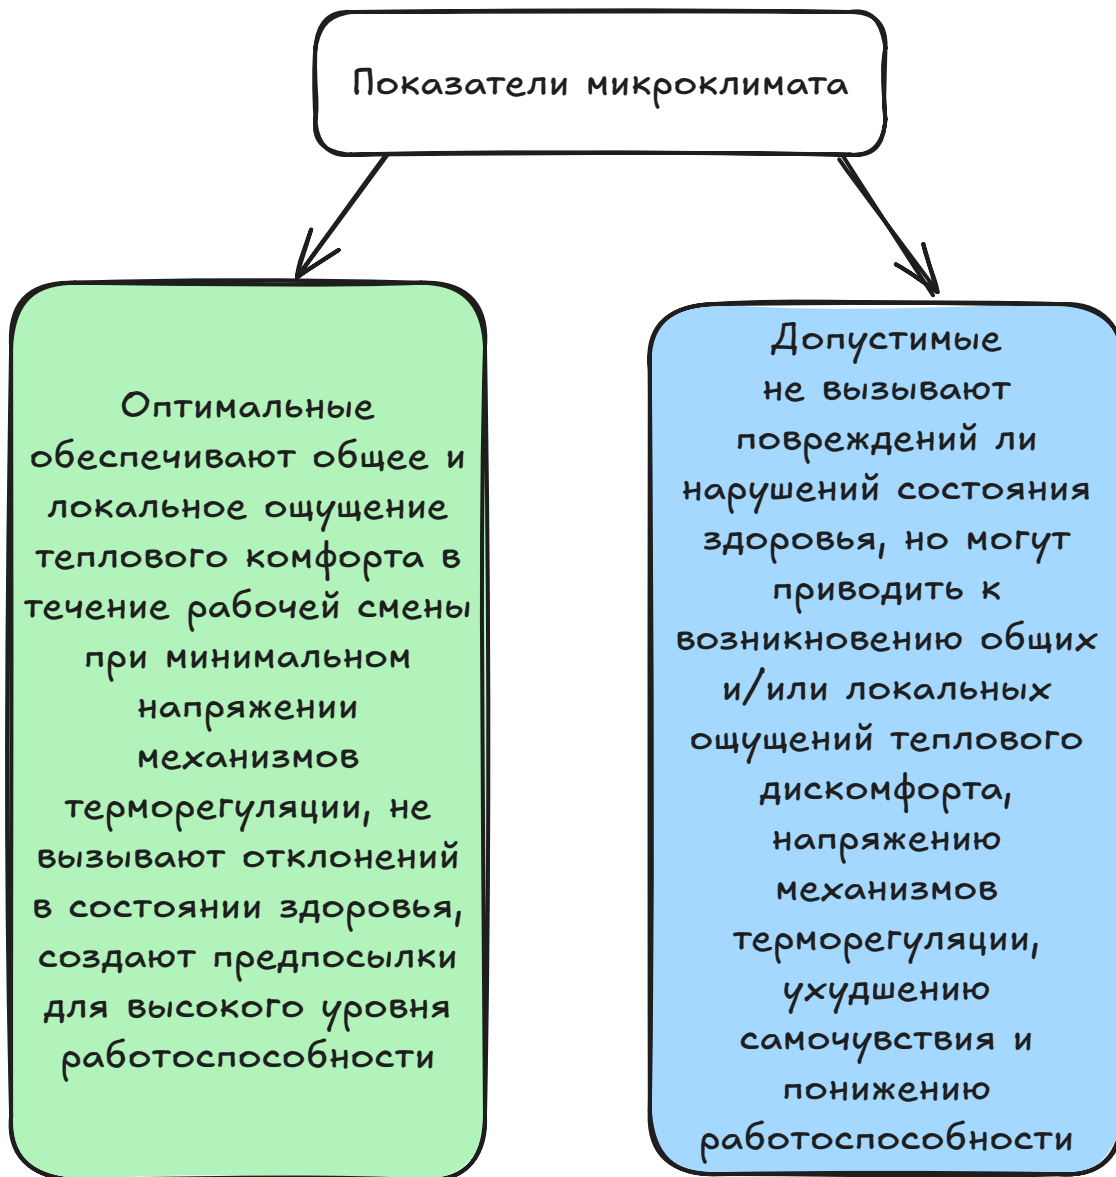 Показатели микроклимата
Оптимальные
обеспечивают общее и
локальное ощущение
теплового комфорта в
течение рабочей смены
при минимальном
напряжении
механизмов
терморегуляции, не
вызывают отклонений
в состоянии здоровья,
создают предпосылки
для высокого уровня
работоспособности
Допустимые
не вызывают
повреждений ли
нарушений состояния
здоровья, но могут
приводить к
возникновению общих
и/или локальных
ощущений теплового
дискомфорта,
напряжению
механизмов
терморегуляции,
ухудшению
самочувствия и
понижению
работоспособности